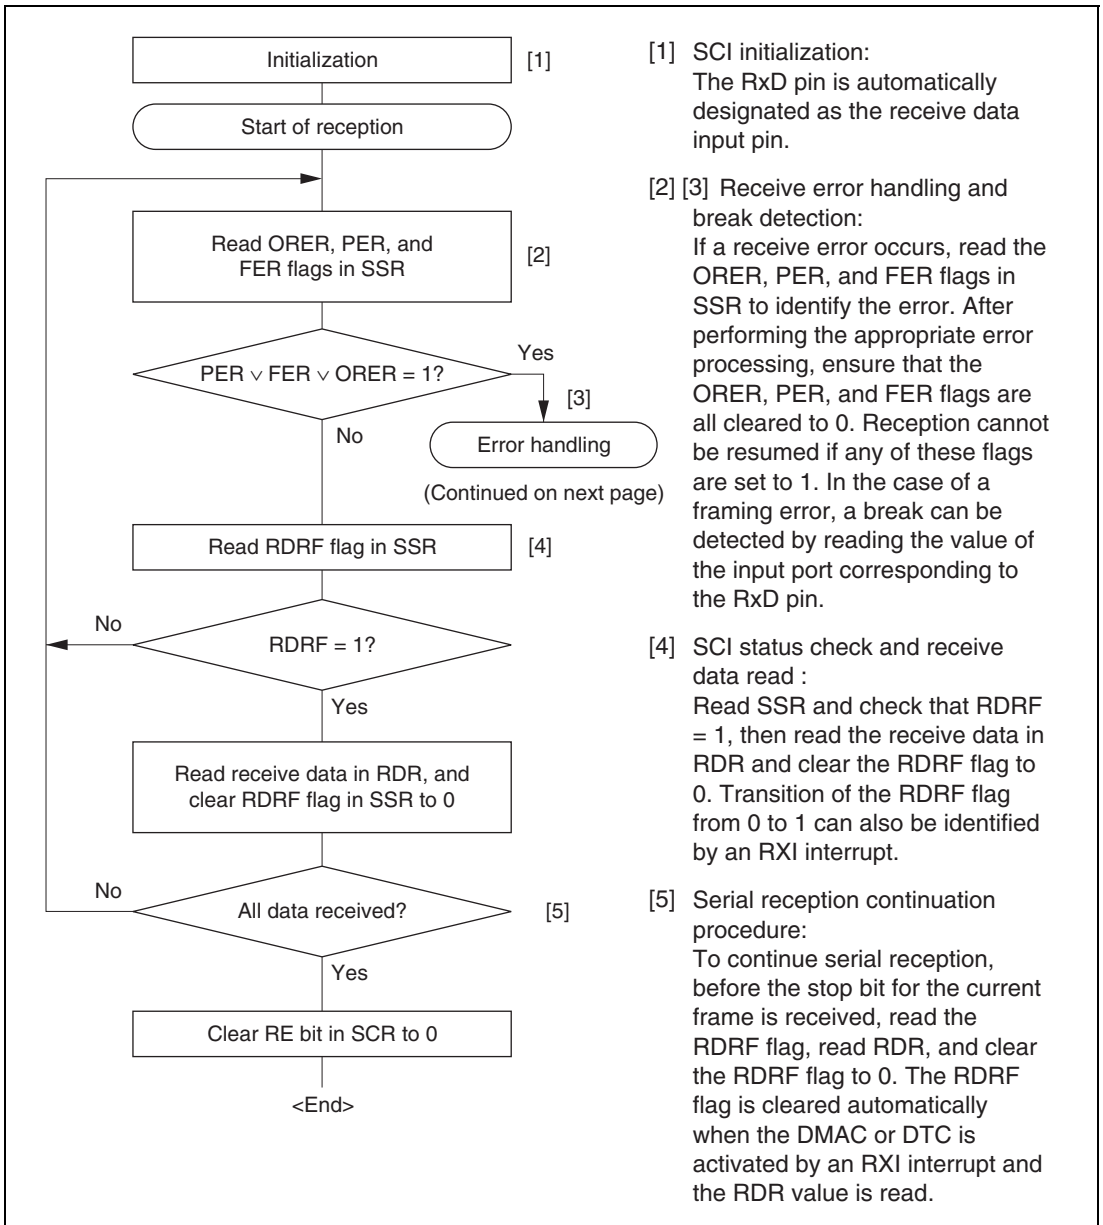 Initialization [1]
Start of reception
Read ORER, PER, and
FER flags in SSR
[2]
PER ∨ FER ∨ ORER = 1?
Yes
[3]
No
Error handling
(Continued on next page)
Read RDRF flag in SSR [4]
No
RDRF = 1?
Yes
Read receive data in RDR, and
clear RDRF flag in SSR to 0
No
All data received? [5]
Yes
Clear RE bit in SCR to 0
<End>
[1] SCI initialization:
The RxD pin is automatically
designated as the receive data
input pin.
[2] [3] Receive error handling and
break detection:
If a receive error occurs, read the
ORER, PER, and FER flags in
SSR to identify the error. After
performing the appropriate error
processing, ensure that the
ORER, PER, and FER flags are
all cleared to 0. Reception cannot
be resumed if any of these flags
are set to 1. In the case of a
framing error, a break can be
detected by reading the value of
the input port corresponding to
the RxD pin.
[4] SCI status check and receive
data read :
Read SSR and check that RDRF
= 1, then read the receive data in
RDR and clear the RDRF flag to
0. Transition of the RDRF flag
from 0 to 1 can also be identified
by an RXI interrupt.
[5] Serial reception continuation
procedure:
To continue serial reception,
before the stop bit for the current
frame is received, read the
RDRF flag, read RDR, and clear
the RDRF flag to 0. The RDRF
flag is cleared automatically
when the DMAC or DTC is
activated by an RXI interrupt and
the RDR value is read.